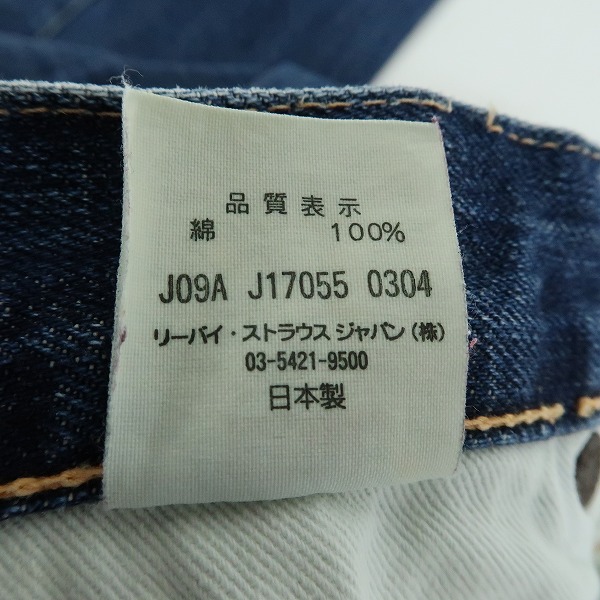 品質表示
綿 100%
J09A J17055 0304
リーバイ・ストラウス ジャパン(株)
03-5421-9500
日本製